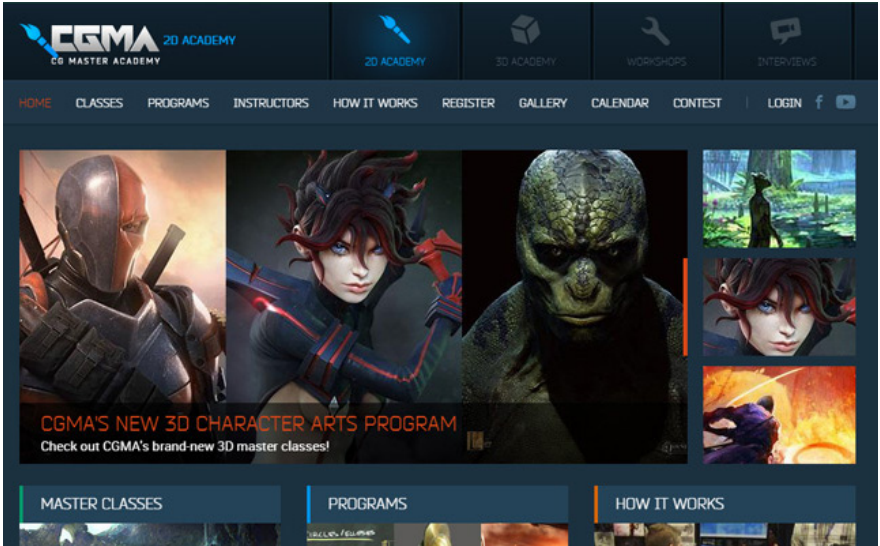 CGMA 2D ACADEMY
CG MASTER ACADEMY
2D ACADEMY
3D ACADEMY
WORKSHOPS
INTERVIEWS
HOME CLASSES PROGRAMS INSTRUCTORS HOW IT WORKS REGISTER GALLERY CALENDAR CONTEST | LOGIN f
CGMA'S NEW 3D CHARACTER ARTS PROGRAM
Check out CGMA's brand-new 3D master classes!
MASTER CLASSES
PROGRAMS
HOW IT WORKS